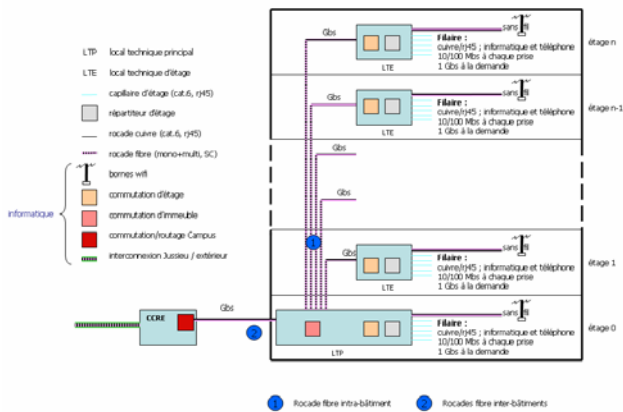 LTP local technique principal
LTE local technique d'étage
capillaire d'étage (cat.6, rj45)
répartiteur d'étage
rocade cuivre (cat.6, rj45)
rocade fibre (mono+multi, SC)
bornes wifi
commutation d'étage
commutation d'immeuble
commutation/routage Campus
interconnexion Jussieu / extérieur
informatique
Gbs
LTE
sans fil
Filaire :
cuivre/rj45 ; informatique et téléphone
10/100 Mbs à chaque prise
1 Gbs à la demande
étage n
Gbs
LTE
sans fil
Filaire :
cuivre/rj45 ; informatique et téléphone
10/100 Mbs à chaque prise
1 Gbs à la demande
étage n-1
Gbs
Gbs
1
Gbs
LTE
sans fil
Filaire :
cuivre/rj45 ; informatique et téléphone
10/100 Mbs à chaque prise
1 Gbs à la demande
étage 1
CCRE
Gbs
2
LTP
sans fil
Filaire :
cuivre/rj45 ; informatique et téléphone
10/100 Mbs à chaque prise
1 Gbs à la demande
étage 0
1 Rocade fibre intra-bâtiment
2 Rocades fibre inter-bâtiments